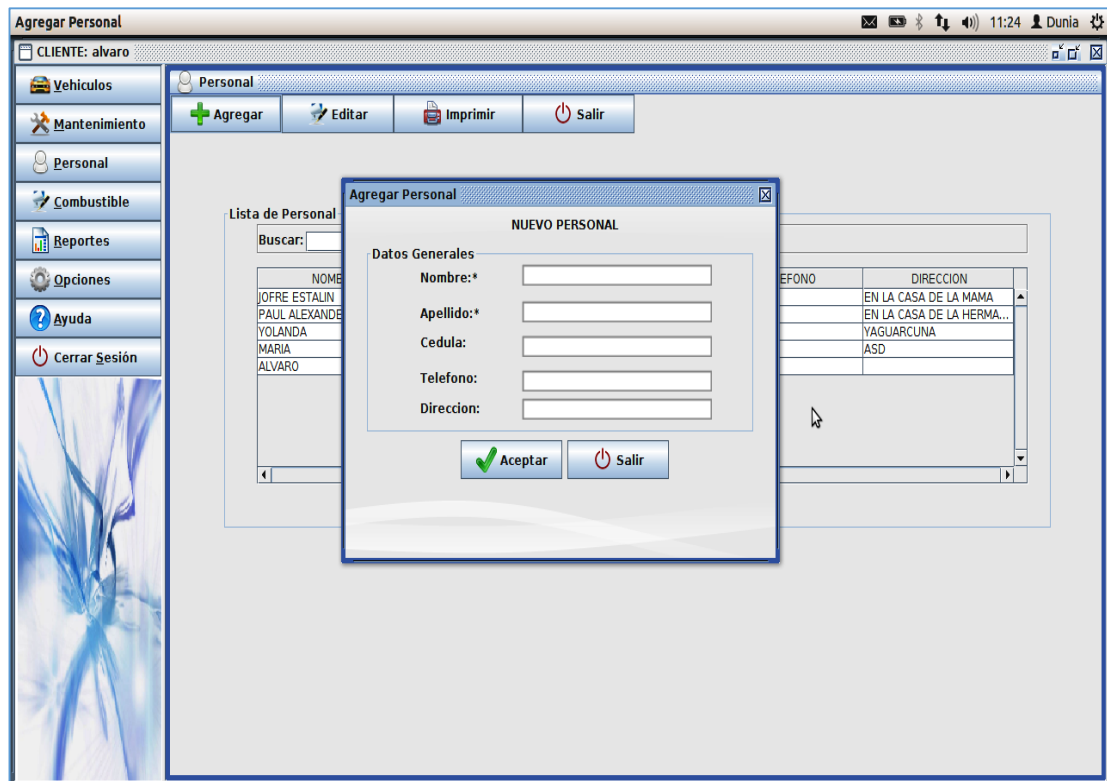 Agregar Personal 11:24 Dunia
CLIENTE: alvaro
Vehiculos
Mantenimiento
Personal
Combustible
Reportes
Opciones
Ayuda
Cerrar Sesión
Personal
Agregar Editar Imprimir Salir
Lista de Personal
Buscar:
NOMB EFONO DIRECCION
JOFRE ESTALIN EN LA CASA DE LA MAMA
PAUL ALEXANDE EN LA CASA DE LA HERMA...
YOLANDA YAGUARCUNA
MARIA ASD
ALVARO
Agregar Personal
NUEVO PERSONAL
Datos Generales
Nombre:*
Apellido:*
Cedula:
Telefono:
Direccion:
Aceptar Salir